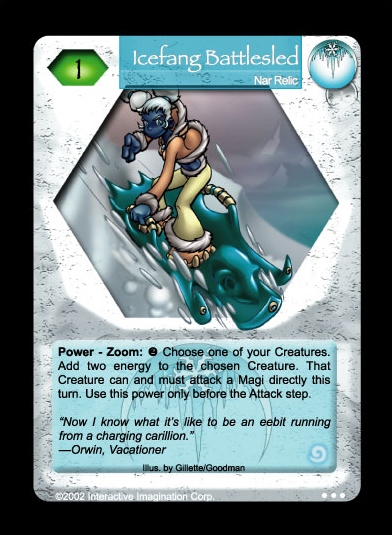 1
Icefang Battlesled
Nar Relic
Power - Zoom: ❷ Choose one of your Creatures.
Add two energy to the chosen Creature. That
Creature can and must attack a Magi directly this
turn. Use this power only before the Attack step.
“Now I know what it’s like to be an eebit running
from a charging carillion.”
—Orwin, Vacationer
Illus. by Gillette/Goodman
©2002 Interactive Imagination Corp.